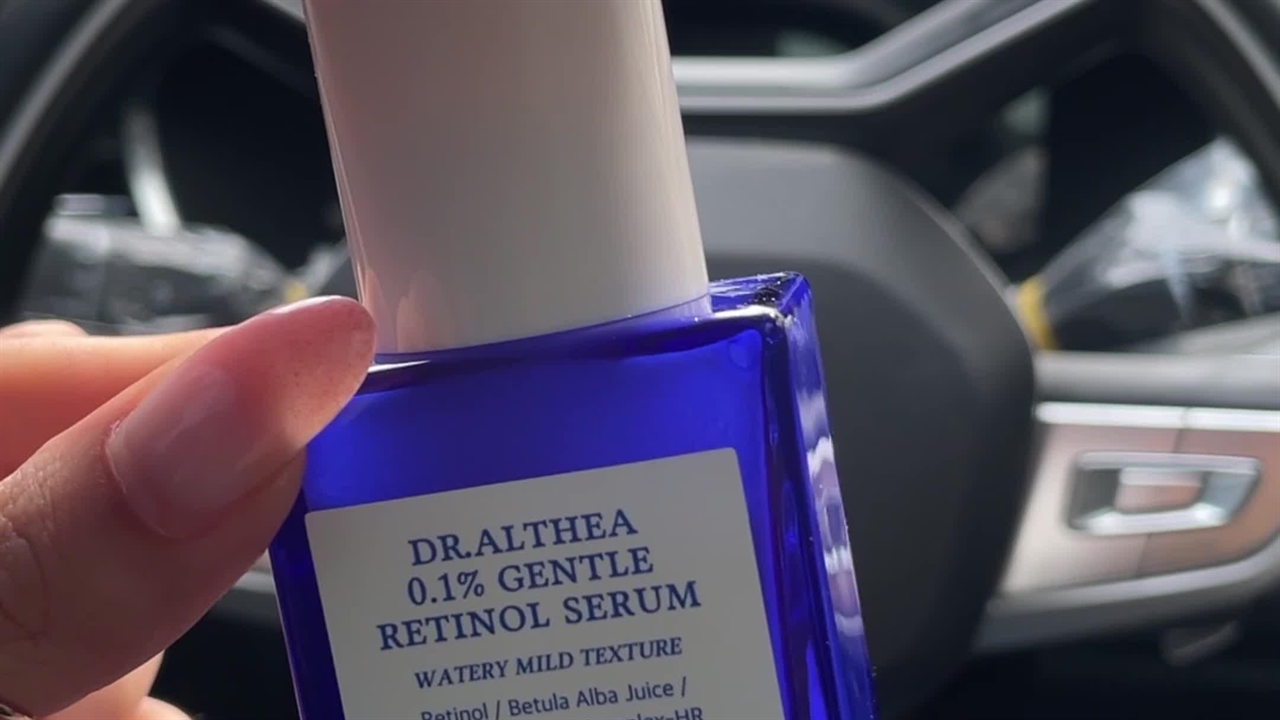 DR.ALTHEA
0.1% GENTLE
RETINOL SERUM
WATERY MILD TEXTURE
Retinol / Betula Alba Juice /